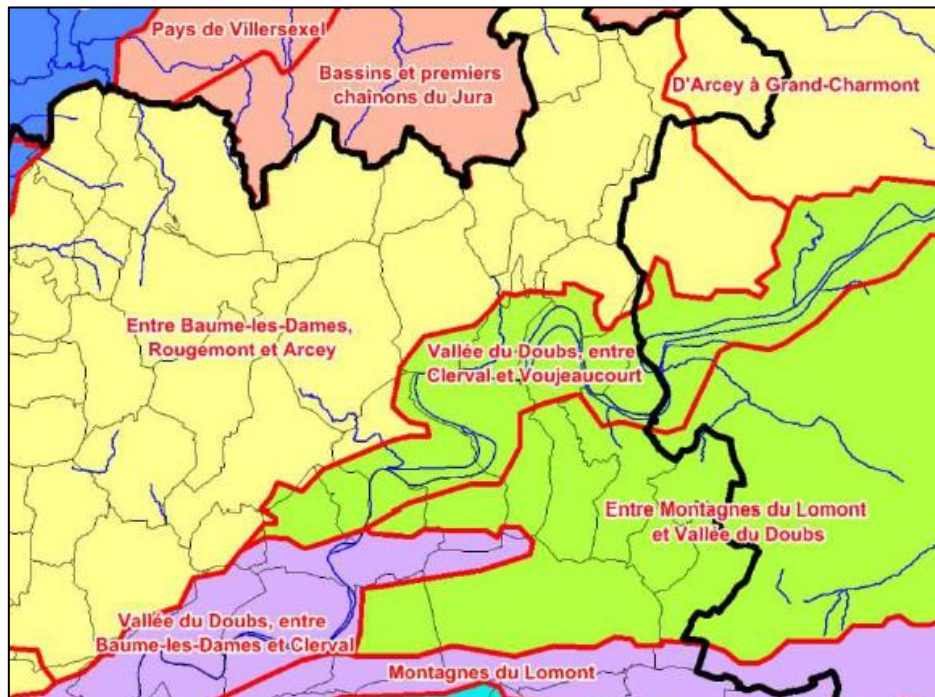 Pays de Villersexel
Bassins et premiers
chaînons du Jura
D'Arcey à Grand-Charmont
Entre Baume-les-Dames,
Rougemont et Arcey
Vallée du Doubs, entre
Clerval et Voujeaucourt
Entre Montagnes du Lomont
et Vallée du Doubs
Vallée du Doubs, entre
Baume-les-Dames et Clerval
Montagnes du Lomont